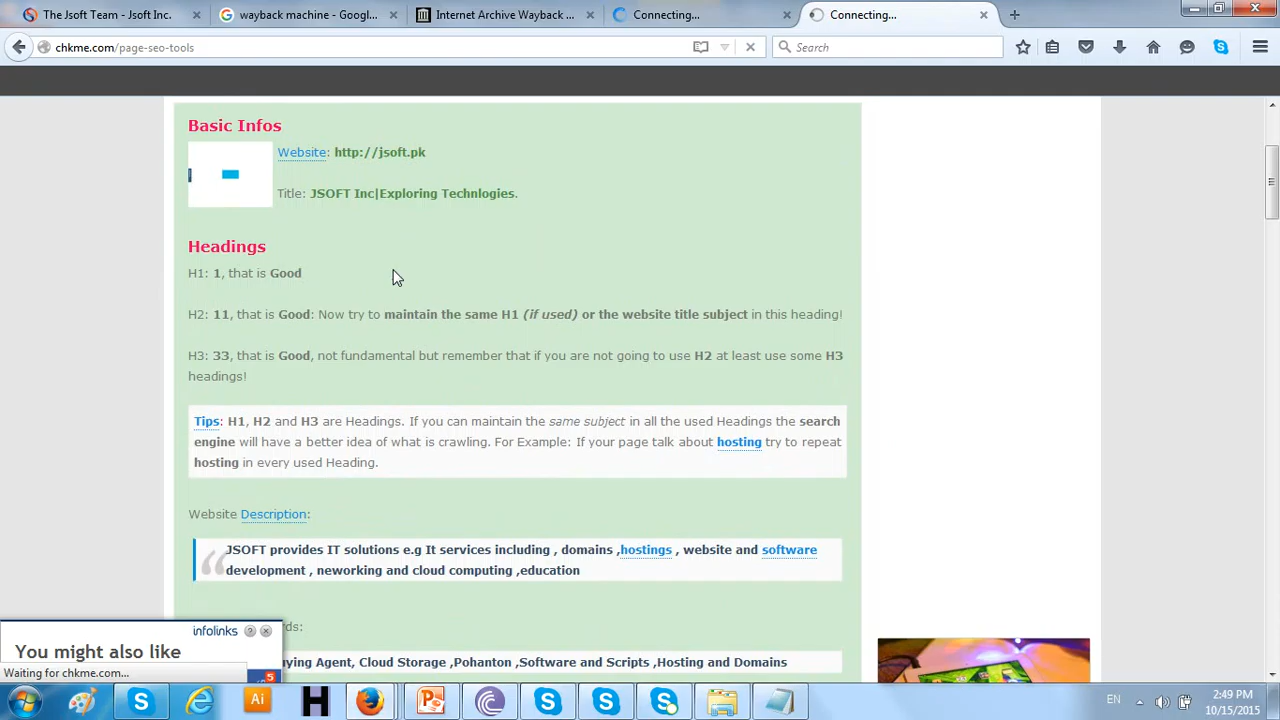 The Jsoft Team - Jsoft Inc.
wayback machine - Googl...
Internet Archive Wayback ...
Connecting...
Connecting...
chkme.com/page-seo-tools
Search
Basic Infos
Website: http://jsoft.pk
Title: JSOFT Inc|Exploring Technlogies.
Headings
H1: 1, that is Good
H2: 11, that is Good: Now try to maintain the same H1 (if used) or the website title subject in this heading!
H3: 33, that is Good, not fundamental but remember that if you are not going to use H2 at least use some H3
headings!
Tips: H1, H2 and H3 are Headings. If you can maintain the same subject in all the used Headings the search
engine will have a better idea of what is crawling. For Example: If your page talk about hosting try to repeat
hosting in every used Heading.
Website Description:
JSOFT provides IT solutions e.g It services including , domains ,hostings , website and software
development , neworking and cloud computing ,education
rds:
infolinks
You might also like
ying Agent, Cloud Storage ,Pohanton ,Software and Scripts ,Hosting and Domains
Waiting for chkme.com...
5
Ai
H
EN
2:49 PM
10/15/2015